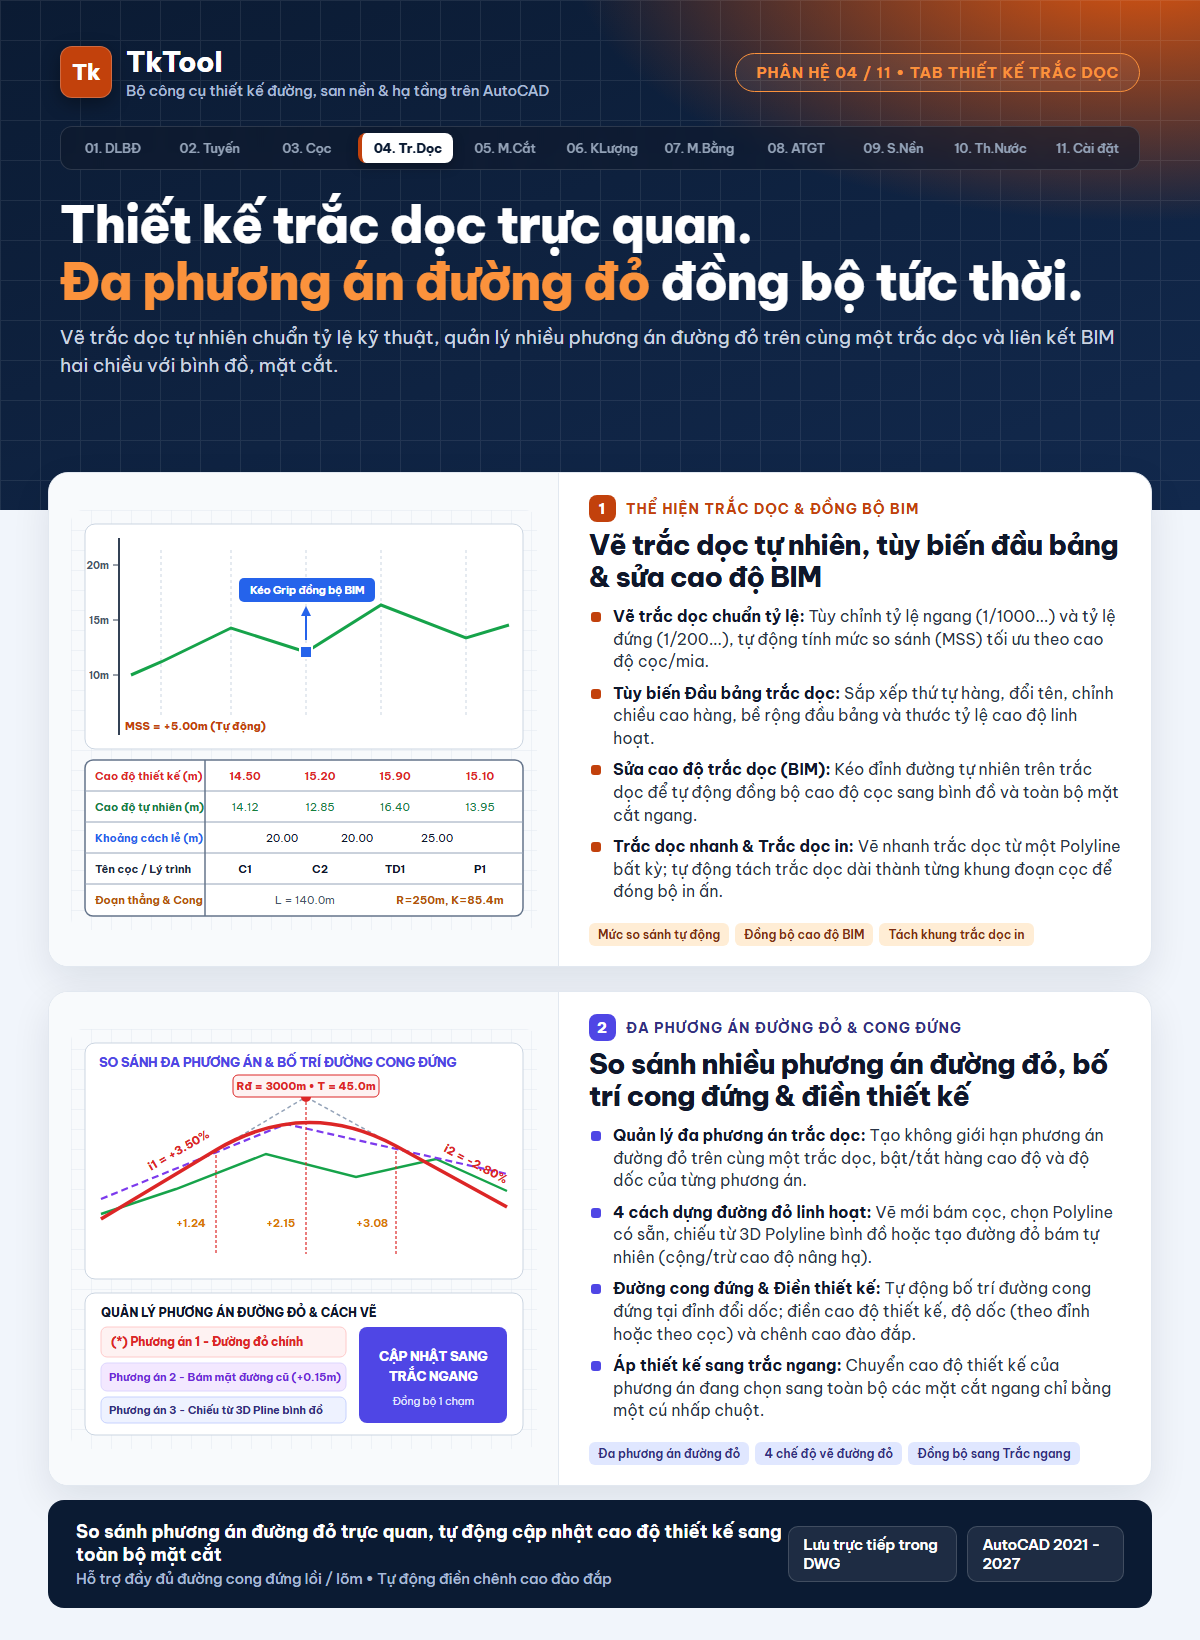 Tk
TkTool
Bộ công cụ thiết kế đường, san nền & hạ tầng trên AutoCAD
PHÂN HỆ 04 / 11 • TAB THIẾT KẾ TRẮC DỌC
01. DLBĐ
02. Tuyến
03. Cọc
04. Tr.Dọc
05. M.Cắt
06. KLượng
07. M.Bằng
08. ATGT
09. S.Nền
10. Th.Nước
11. Cài đặt
Thiết kế trắc dọc trực quan.
Đa phương án đường đỏ đồng bộ tức thời.
Vẽ trắc dọc tự nhiên chuẩn tỷ lệ kỹ thuật, quản lý nhiều phương án đường đỏ trên cùng một trắc dọc và liên kết BIM
hai chiều với bình đồ, mặt cắt.
20m
15m
10m
Kéo Grip đồng bộ BIM
MSS = +5.00m (Tự động)
Cao độ thiết kế (m) 14.50 15.20 15.90 15.10
Cao độ tự nhiên (m) 14.12 12.85 16.40 13.95
Khoảng cách lẻ (m) 20.00 20.00 25.00
Tên cọc / Lý trình C1 C2 TD1 P1
Đoạn thẳng & Cong L = 140.0m R=250m, K=85.4m
1 THỂ HIỆN TRẮC DỌC & ĐỒNG BỘ BIM
Vẽ trắc dọc tự nhiên, tùy biến đầu bảng
& sửa cao độ BIM
Vẽ trắc dọc chuẩn tỷ lệ: Tùy chỉnh tỷ lệ ngang (1/1000...) và tỷ lệ
đứng (1/200...), tự động tính mức so sánh (MSS) tối ưu theo cao
độ cọc/mia.
Tùy biến Đầu bảng trắc dọc: Sắp xếp thứ tự hàng, đổi tên, chỉnh
chiều cao hàng, bề rộng đầu bảng và thước tỷ lệ cao độ linh
hoạt.
Sửa cao độ trắc dọc (BIM): Kéo đỉnh đường tự nhiên trên trắc
dọc để tự động đồng bộ cao độ cọc sang bình đồ và toàn bộ mặt
cắt ngang.
Trắc dọc nhanh & Trắc dọc in: Vẽ nhanh trắc dọc từ một Polyline
bất kỳ; tự động tách trắc dọc dài thành từng khung đoạn cọc để
đóng bộ in ấn.
Mức so sánh tự động
Đồng bộ cao độ BIM
Tách khung trắc dọc in
SO SÁNH ĐA PHƯƠNG ÁN & BỐ TRÍ ĐƯỜNG CONG ĐỨNG
Rđ = 3000m • T = 45.0m
i1 = +3.50%
i2 = -2.80%
+1.24
+2.15
+3.08
QUẢN LÝ PHƯƠNG ÁN ĐƯỜNG ĐỎ & CÁCH VẼ
(*) Phương án 1 - Đường đỏ chính
Phương án 2 - Bám mặt đường cũ (+0.15m)
Phương án 3 - Chiếu từ 3D Pline bình đồ
CẬP NHẬT SANG
TRẮC NGANG
Đồng bộ 1 chạm
2 ĐA PHƯƠNG ÁN ĐƯỜNG ĐỎ & CONG ĐỨNG
So sánh nhiều phương án đường đỏ, bố
trí cong đứng & điền thiết kế
Quản lý đa phương án trắc dọc: Tạo không giới hạn phương án
đường đỏ trên cùng một trắc dọc, bật/tắt hàng cao độ và độ
dốc của từng phương án.
4 cách dựng đường đỏ linh hoạt: Vẽ mới bám cọc, chọn Polyline
có sẵn, chiếu từ 3D Polyline bình đồ hoặc tạo đường đỏ bám tự
nhiên (cộng/trừ cao độ nâng hạ).
Đường cong đứng & Điền thiết kế: Tự động bố trí đường cong
đứng tại đỉnh đổi dốc; điền cao độ thiết kế, độ dốc (theo đỉnh
hoặc theo cọc) và chênh cao đào đắp.
Áp thiết kế sang trắc ngang: Chuyển cao độ thiết kế của
phương án đang chọn sang toàn bộ các mặt cắt ngang chỉ bằng
một cú nhấp chuột.
Đa phương án đường đỏ
4 chế độ vẽ đường đỏ
Đồng bộ sang Trắc ngang
So sánh phương án đường đỏ trực quan, tự động cập nhật cao độ thiết kế sang
toàn bộ mặt cắt
Hỗ trợ đầy đủ đường cong đứng lồi / lõm • Tự động điền chênh cao đào đắp
Lưu trực tiếp trong
DWG
AutoCAD 2021 -
2027